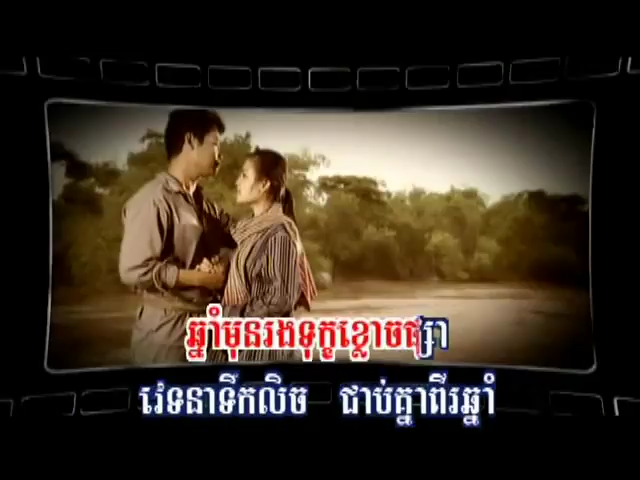 ឆ្នាំមុនរងទុក្ខខ្លោចផ្សា
វេទនាទឹកលិច ជាប់គ្នាពីរឆ្នាំ